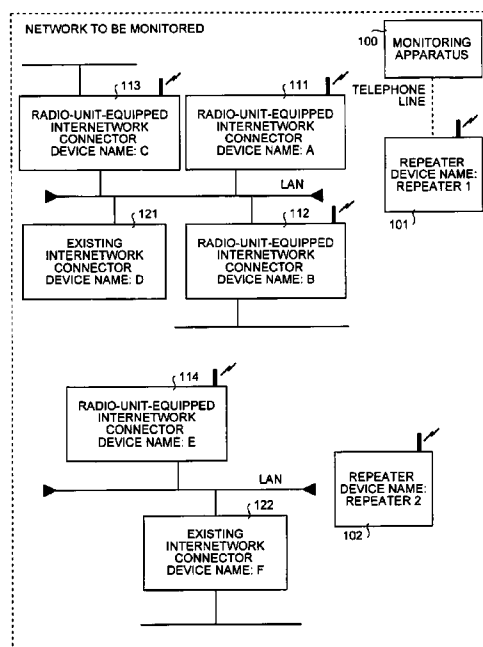 NETWORK TO BE MONITORED
100
MONITORING
APPARATUS
TELEPHONE
LINE
113
RADIO-UNIT-EQUIPPED
INTERNETWORK
CONNECTOR
DEVICE NAME: C
111
RADIO-UNIT-EQUIPPED
INTERNETWORK
CONNECTOR
DEVICE NAME: A
REPEATER
DEVICE NAME:
REPEATER 1
101
LAN
121
EXISTING
INTERNETWORK
CONNECTOR
DEVICE NAME: D
112
RADIO-UNIT-EQUIPPED
INTERNETWORK
CONNECTOR
DEVICE NAME: B
114
RADIO-UNIT-EQUIPPED
INTERNETWORK
CONNECTOR
DEVICE NAME: E
LAN
REPEATER
DEVICE NAME:
REPEATER 2
102
122
EXISTING
INTERNETWORK
CONNECTOR
DEVICE NAME: F